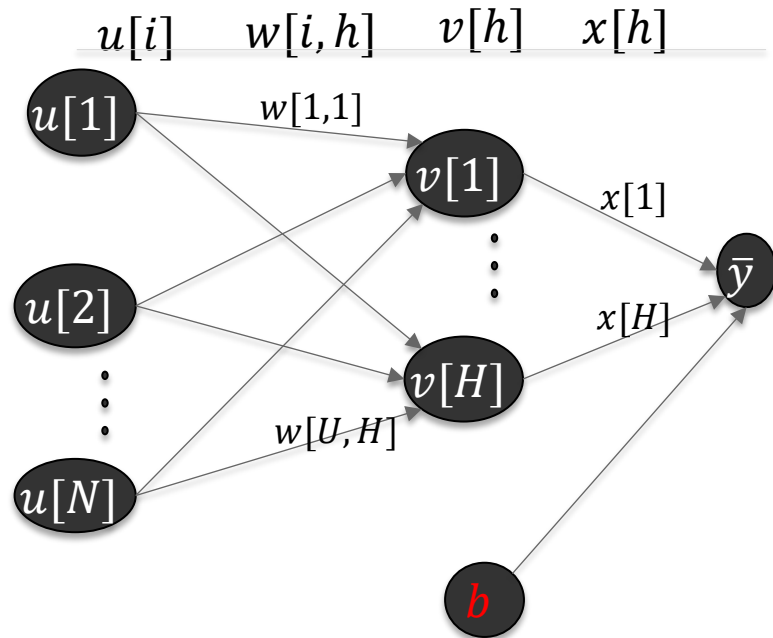 u[i] w[i, h] v[h] x[h]
u[1]
w[1,1]
v[1]
x[1]
ȳ
u[2]
x[H]
v[H]
w[U, H]
u[N]
b